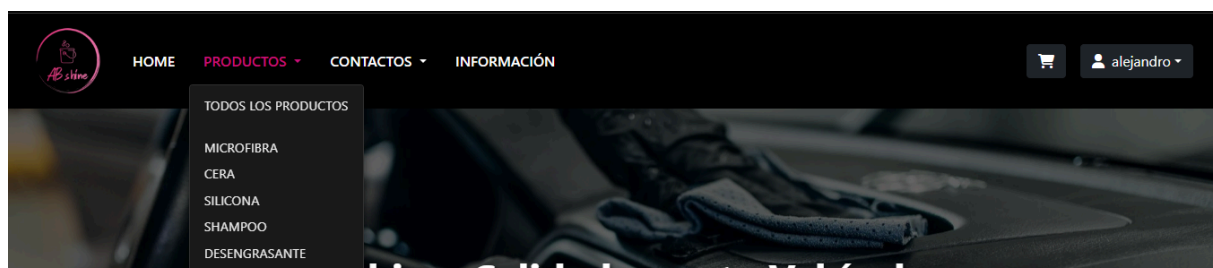 AB shine
HOME PRODUCTOS CONTACTOS INFORMACIÓN alejandro
TODOS LOS PRODUCTOS
MICROFIBRA
CERA
SILICONA
SHAMPOO
DESENGRASANTE